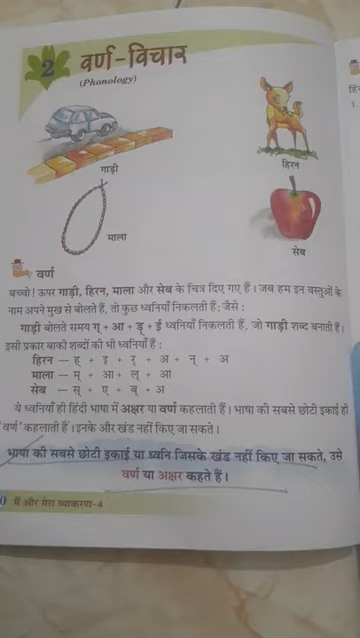 2 वर्ण-विचार
(Phonology)
गाड़ी
हिरन
माला
सेब
वर्ण
बच्चो! ऊपर गाड़ी, हिरन, माला और सेब के चित्र दिए गए हैं। जब हम इन वस्तुओं के
नाम अपने मुख से बोलते हैं, तो कुछ ध्वनियाँ निकलती हैं; जैसे :
गाड़ी बोलते समय ग् + आ + ड़् + ई ध्वनियाँ निकलती हैं, जो गाड़ी शब्द बनाती हैं।
इसी प्रकार बाकी शब्दों की भी ध्वनियाँ हैं :
हिरन — ह् + इ + र् + अ + न् + अ
माला — म् + आ + ल् + आ
सेब — स् + ए + ब् + अ
ये ध्वनियाँ ही हिंदी भाषा में अक्षर या वर्ण कहलाती हैं। भाषा की सबसे छोटी इकाई ही
'वर्ण' कहलाती हैं। इनके और खंड नहीं किए जा सकते।
भाषा की सबसे छोटी इकाई या ध्वनि जिसके खंड नहीं किए जा सकते, उसे
वर्ण या अक्षर कहते हैं।
0 मैं और मेरा व्याकरण-4